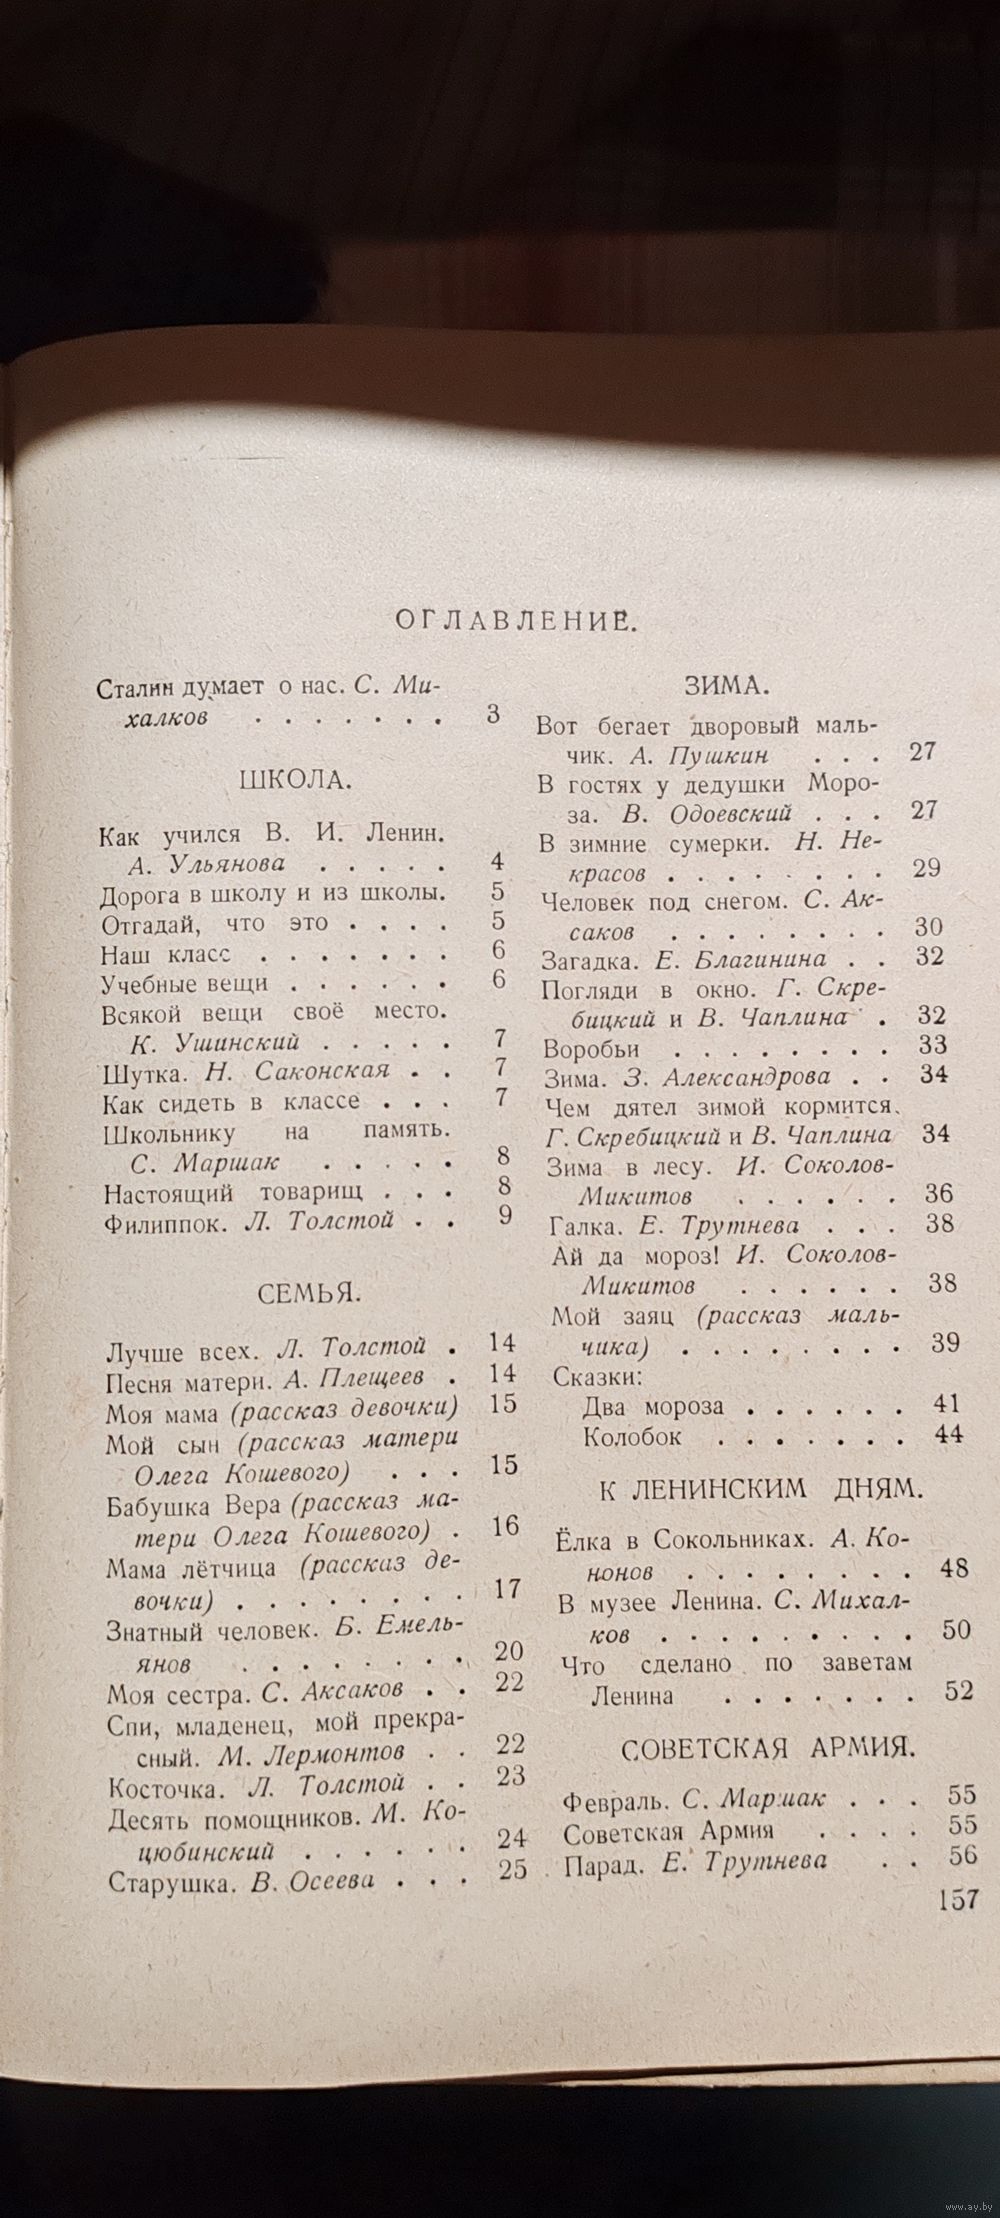 ОГЛАВЛЕНИЕ.
Сталин думает о нас. С. Ми-
халков . . . . . . . 3
ШКОЛА.
Как учился В. И. Ленин.
А. Ульянова . . . . . 4
Дорога в школу и из школы. 5
Отгадай, что это . . . . 5
Наш класс . . . . . . . 6
Учебные вещи . . . . . . 6
Всякой вещи своё место.
К. Ушинский . . . . . 7
Шутка. Н. Саконская . . 7
Как сидеть в классе . . . 7
Школьнику на память.
С. Маршак . . . . . 8
Настоящий товарищ . . . 8
Филиппок. Л. Толстой . . 9
СЕМЬЯ.
Лучше всех. Л. Толстой . 14
Песня матери. А. Плещеев . 14
Моя мама (рассказ девочки) 15
Мой сын (рассказ матери
Олега Кошевого) . . . 15
Бабушка Вера (рассказ ма-
тери Олега Кошевого) . 16
Мама лётчица (рассказ де-
вочки) . . . . . . . . 17
Знатный человек. Б. Емель-
янов . . . . . . . . 20
Моя сестра. С. Аксаков . . 22
Спи, младенец, мой прекра-
сный. М. Лермонтов . . 22
Косточка. Л. Толстой . . 23
Десять помощников. М. Ко-
цюбинский . . . . . . 24
Старушка. В. Осеева . . . 25
ЗИМА.
Вот бегает дворовый маль-
чик. А. Пушкин . . . 27
В гостях у дедушки Моро-
за. В. Одоевский . . . 27
В зимние сумерки. Н. Не-
красов . . . . . . . . 29
Человек под снегом. С. Ак-
саков . . . . . . . . 30
Загадка. Е. Благинина . . 32
Погляди в окно. Г. Скре-
бицкий и В. Чаплина . 32
Воробьи . . . . . . . . 33
Зима. З. Александрова . . 34
Чем дятел зимой кормится.
Г. Скребицкий и В. Чаплина 34
Зима в лесу. И. Соколов-
Микитов . . . . . . 36
Галка. Е. Трутнева . . . 38
Ай да мороз! И. Соколов-
Микитов . . . . . . 38
Мой заяц (рассказ маль-
чика) . . . . . . . . 39
Сказки:
Два мороза . . . . . . 41
Колобок . . . . . . . 44
К ЛЕНИНСКИМ ДНЯМ.
Ёлка в Сокольниках. А. Ко-
нонов . . . . . . . . 48
В музее Ленина. С. Михал-
ков . . . . . . . . . 50
Что сделано по заветам
Ленина . . . . . . . 52
СОВЕТСКАЯ АРМИЯ.
Февраль. С. Маршак . . . 55
Советская Армия . . . . 55
Парад. Е. Трутнева . . 56
157
www.ay.by